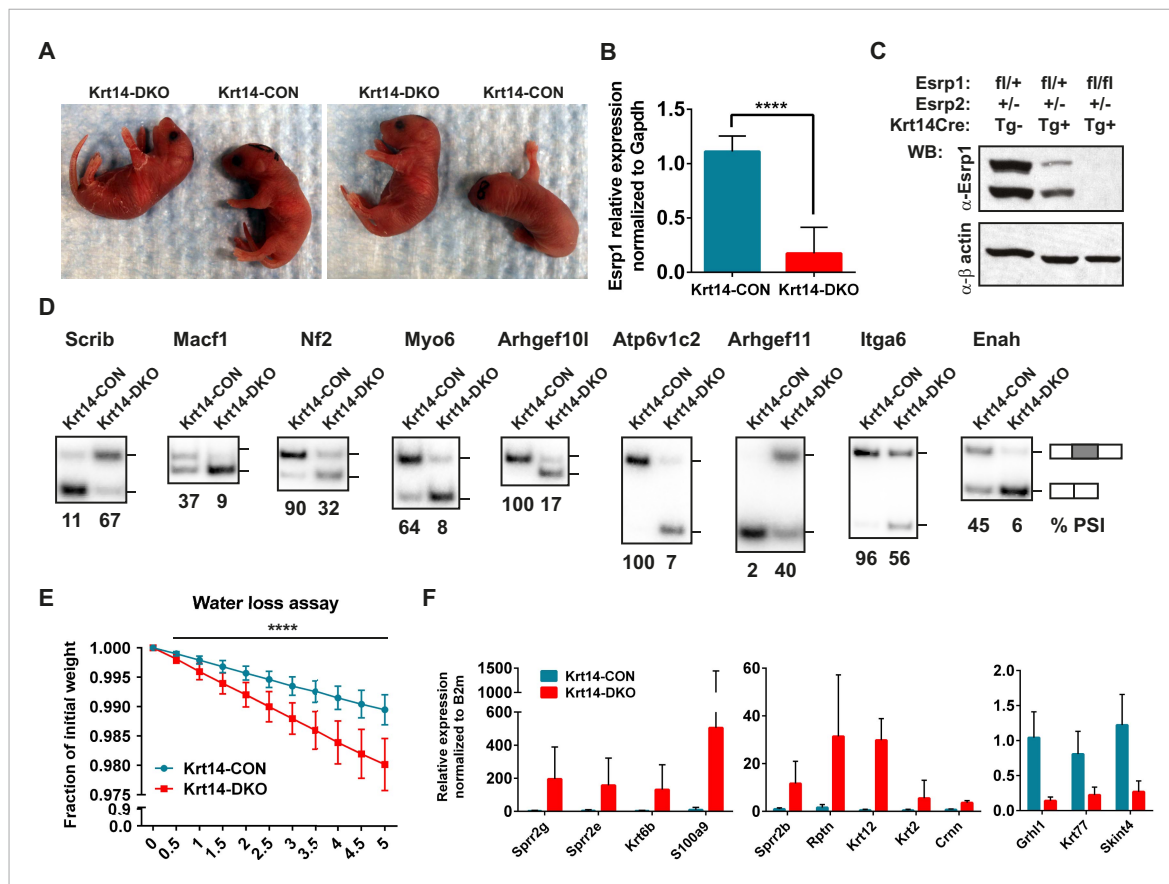 A
Krt14-DKO Krt14-CON Krt14-DKO Krt14-CON
B
Esrp1 relative expression
normalized to Gapdh
1.5
1.0
0.5
0.0
****
Krt14-CON Krt14-DKO
C
Esrp1: fl/+ fl/+ fl/fl
Esrp2: +/- +/- +/-
Krt14Cre: Tg- Tg+ Tg+
WB:
α-Esrp1
α-β actin
D
Scrib Macf1 Nf2 Myo6 Arhgef10l Atp6v1c2 Arhgef11 Itga6 Enah
Krt14-CON Krt14-DKO Krt14-CON Krt14-DKO Krt14-CON Krt14-DKO Krt14-CON Krt14-DKO Krt14-CON Krt14-DKO Krt14-CON Krt14-DKO Krt14-CON Krt14-DKO Krt14-CON Krt14-DKO Krt14-CON Krt14-DKO
11 67 37 9 90 32 64 8 100 17 100 7 2 40 96 56 45 6 % PSI
E
Water loss assay
****
Fraction of initial weight
1.000
0.995
0.990
0.985
0.980
0.975
0.9
0.0
Krt14-CON
Krt14-DKO
0 0.5 1 1.5 2 2.5 3 3.5 4 4.5 5
F
Relative expression
normalized to B2m
1500
1000
600
400
200
0
Krt14-CON
Krt14-DKO
Sprr2g Sprr2e Krt6b S100a9
60
40
20
0
Sprr2b Rptn Krt12 Krt2 Crnn
2.0
1.5
1.0
0.5
0.0
Grhl1 Krt77 Skint4